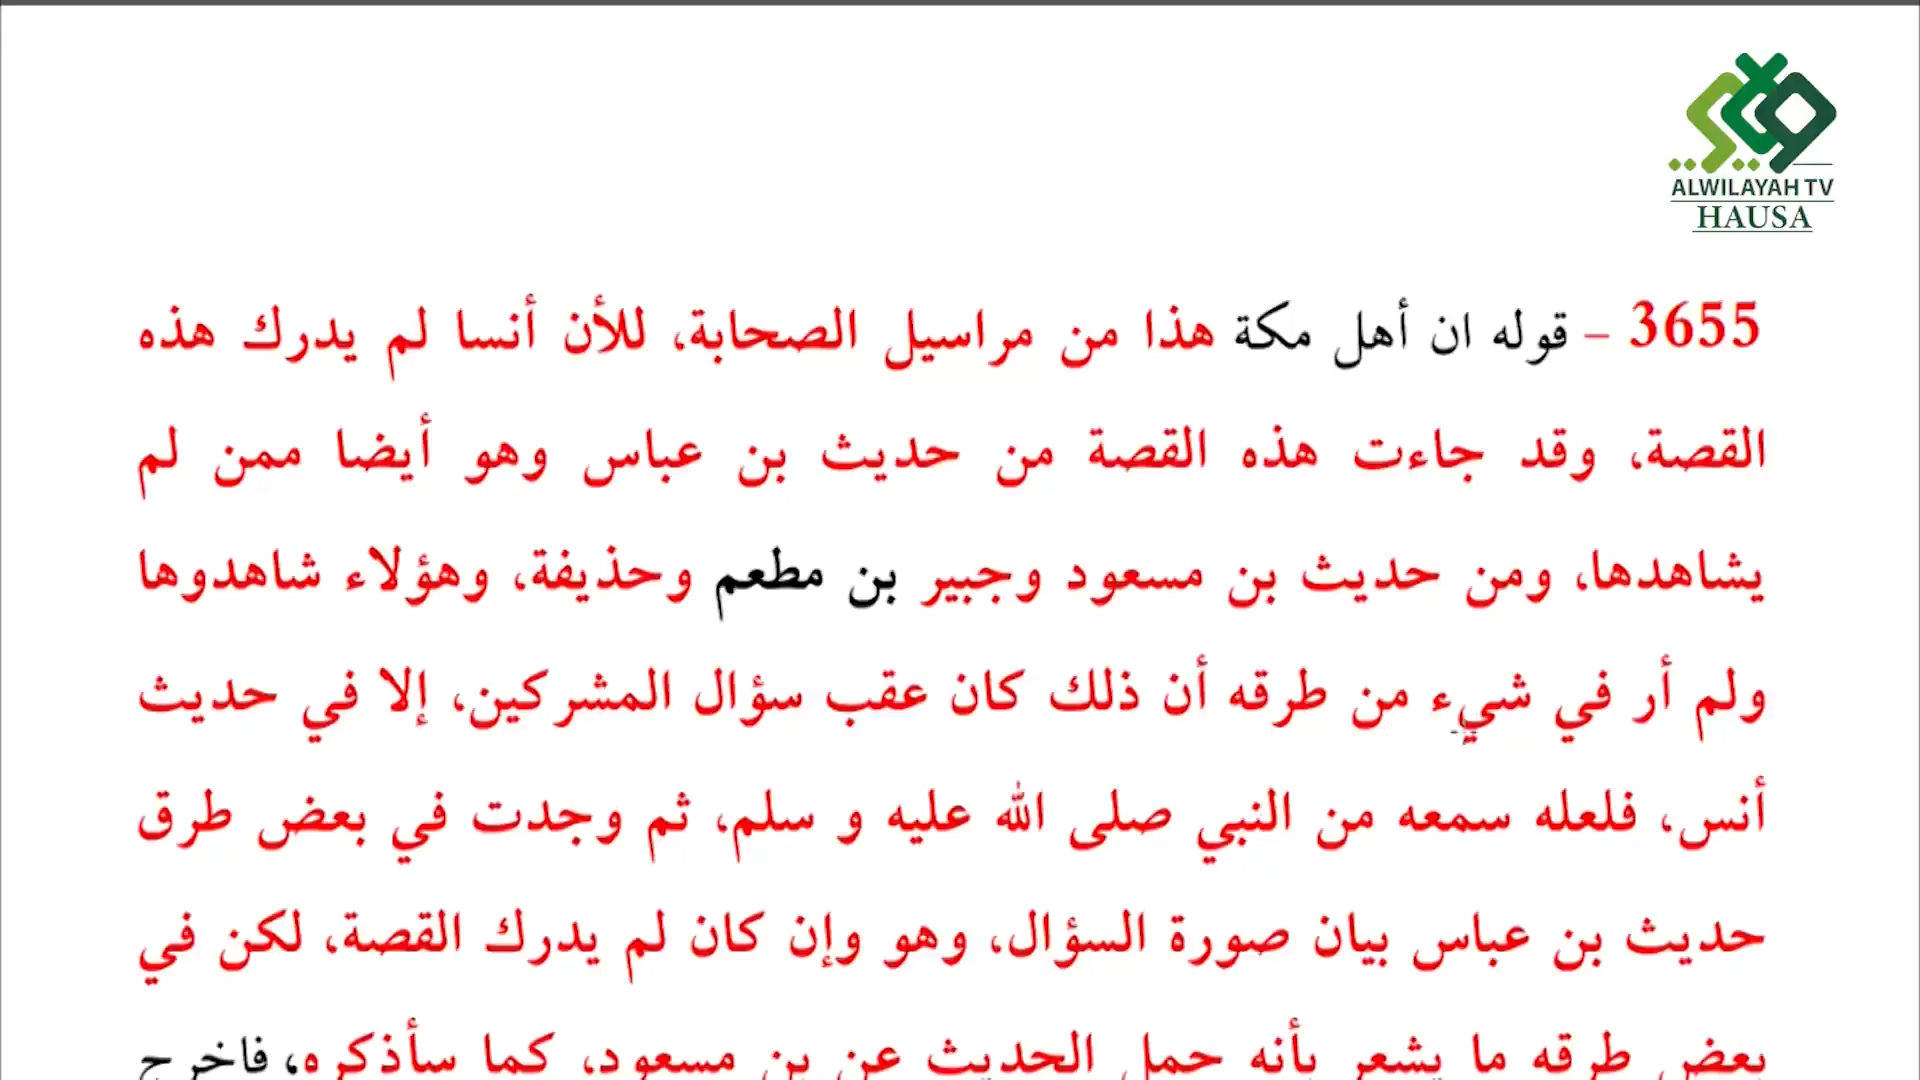 ALWILAYAH TV
HAUSA
3655 – قوله ان أهل مكة هذا من مراسيل الصحابة، للأن أنسا لم يدرك هذه
القصة، وقد جاءت هذه القصة من حديث بن عباس وهو أيضا ممن لم
يشاهدها، ومن حديث بن مسعود وجبير بن مطعم وحذيفة، وهؤلاء شاهدوها
ولم أر في شيء من طرقه أن ذلك كان عقب سؤال المشركين، إلا في حديث
أنس، فلعله سمعه من النبي صلى الله عليه و سلم، ثم وجدت في بعض طرق
حديث بن عباس بيان صورة السؤال، وهو وإن كان لم يدرك القصة، لكن في
بعض طرقه ما يشعر بأنه حمل الحديث عن بن مسعود، كما سأذكره، فاخرج